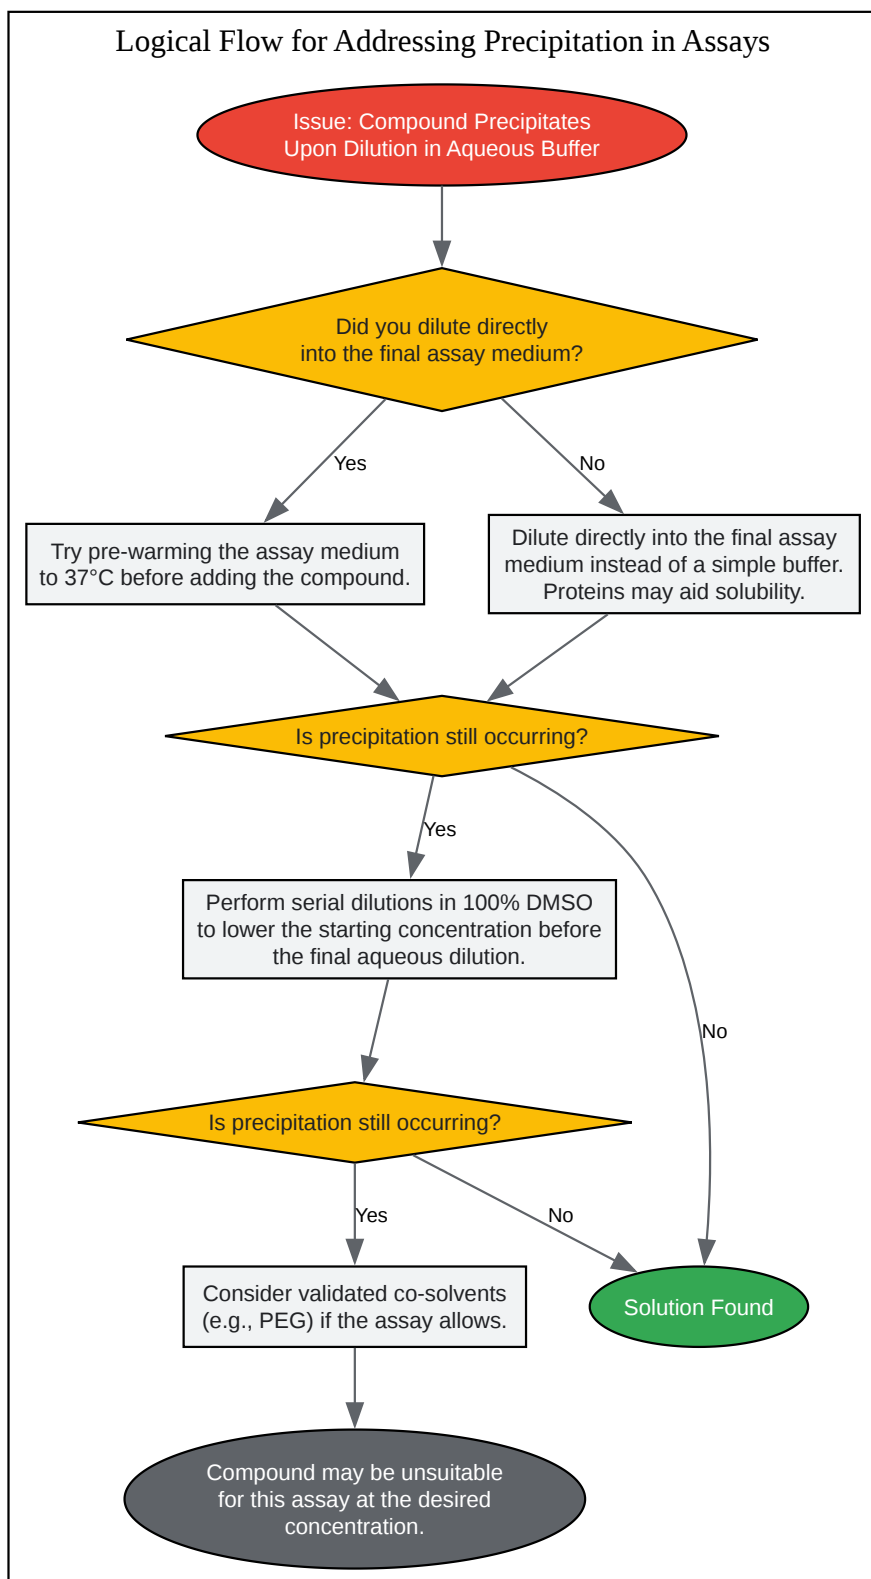 Logical Flow for Addressing Precipitation in Assays
Issue: Compound Precipitates
Upon Dilution in Aqueous Buffer
Did you dilute directly
into the final assay medium?
Yes
No
Try pre-warming the assay medium
to 37°C before adding the compound.
Dilute directly into the final assay
medium instead of a simple buffer.
Proteins may aid solubility.
Is precipitation still occurring?
Yes
Perform serial dilutions in 100% DMSO
to lower the starting concentration before
the final aqueous dilution.
No
Is precipitation still occurring?
Yes
No
Consider validated co-solvents
(e.g., PEG) if the assay allows.
Solution Found
Compound may be unsuitable
for this assay at the desired
concentration.